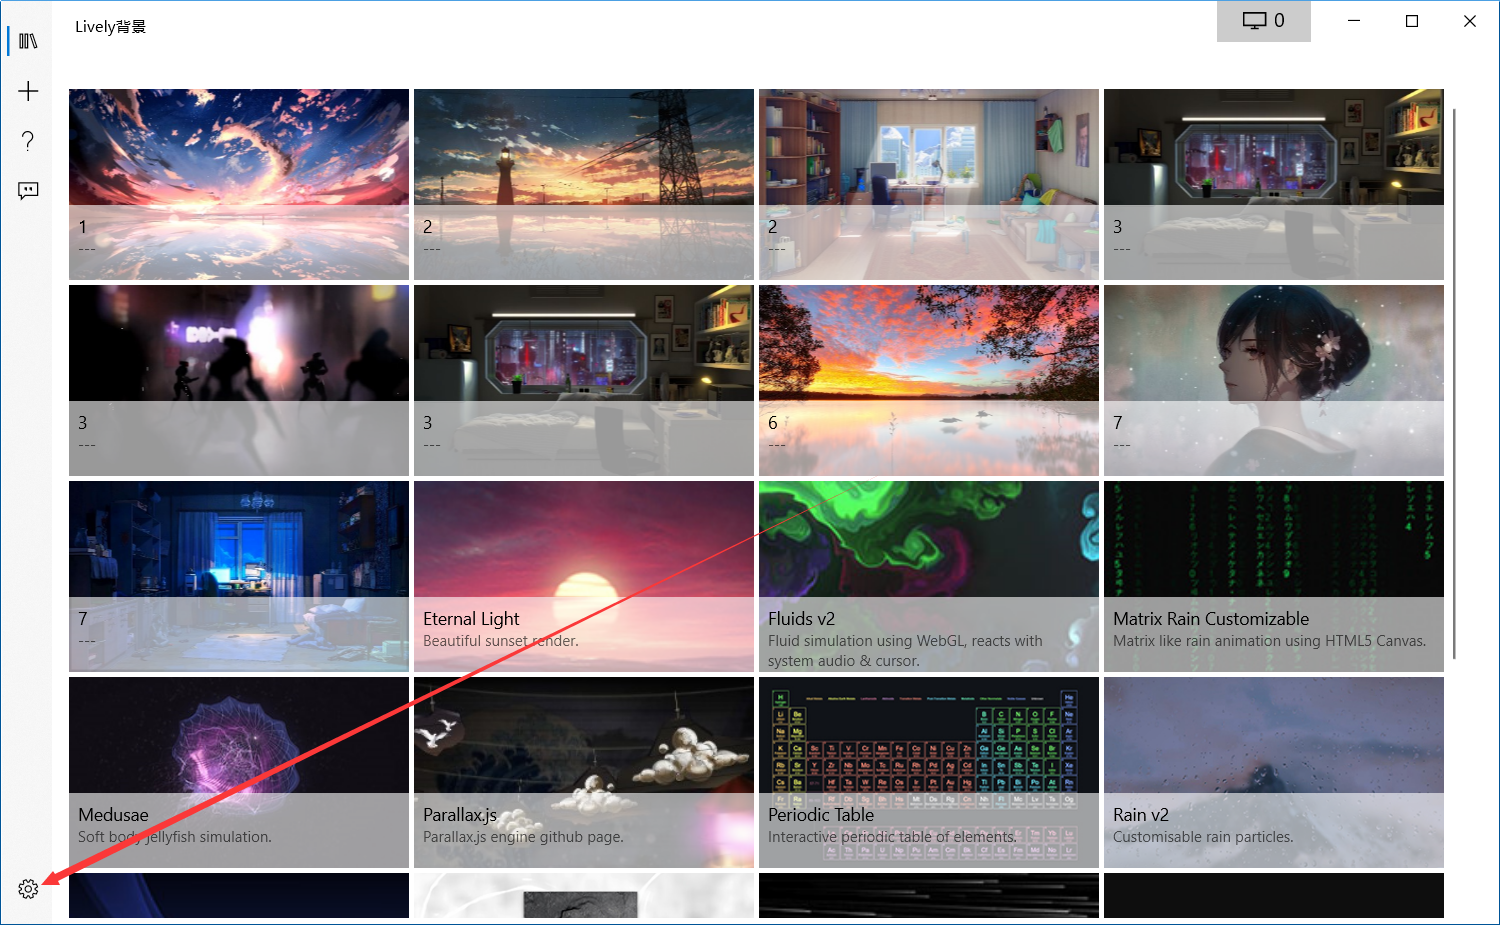 Lively背景
0
1
---
2
---
2
---
3
---
3
---
3
---
6
---
7
---
7
---
Eternal Light
Beautiful sunset render.
Fluids v2
Fluid simulation using WebGL, reacts with
system audio & cursor.
Matrix Rain Customizable
Matrix like rain animation using HTML5 Canvas.
Medusae
Soft body jellyfish simulation.
Parallax.js
Parallax.js engine github page.
Periodic Table
Interactive periodic table of elements.
Rain v2
Customisable rain particles.